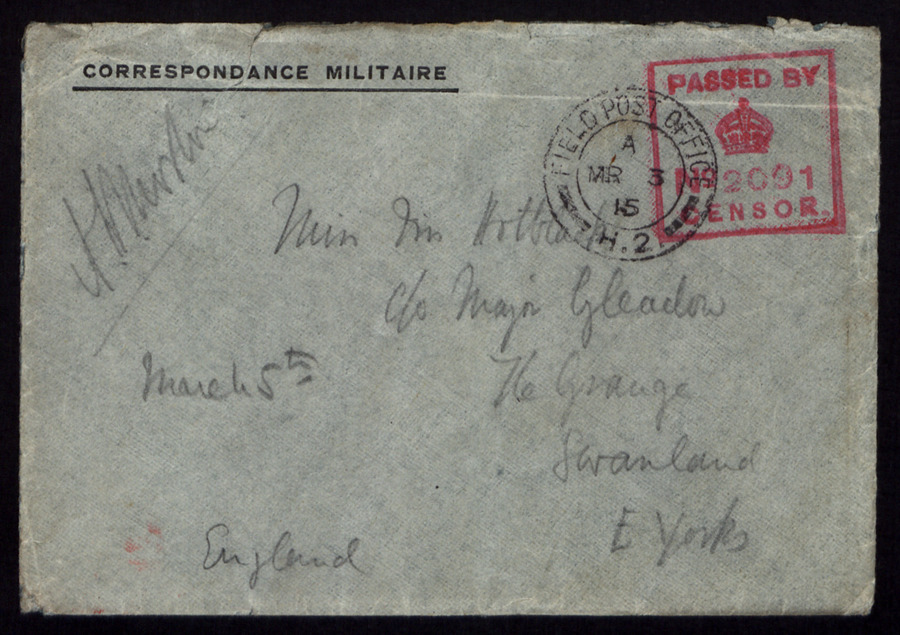 CORRESPONDANCE MILITAIRE
PASSED BY
No 2091
CENSOR.
FIELD POST OFFICE
A
MR 3
15
H.2
Miss
c/o Major Gleadow
The Grange
Swanland
E Yorks
England
March 5th